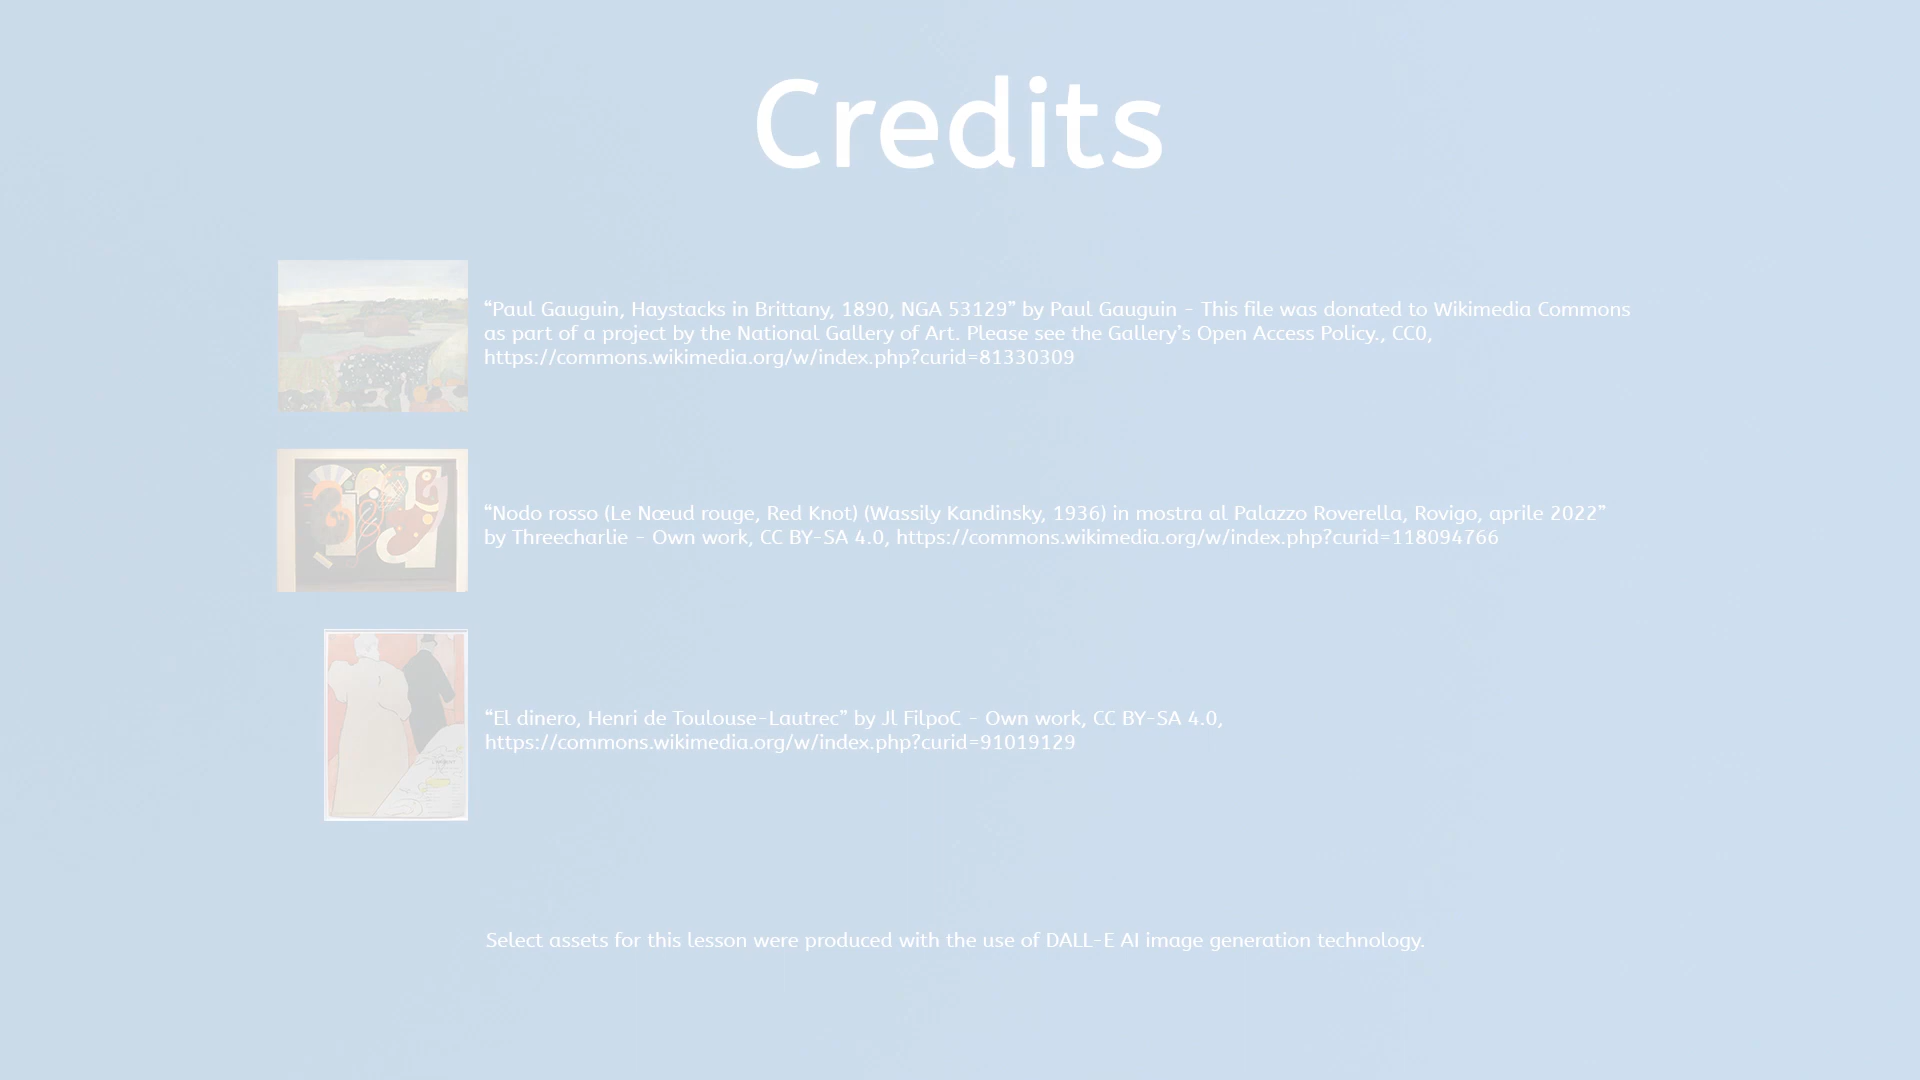 Credits
“Paul Gauguin, Haystacks in Brittany, 1890, NGA 53129” by Paul Gauguin - This file was donated to Wikimedia Commons
as part of a project by the National Gallery of Art. Please see the Gallery’s Open Access Policy., CC0,
https://commons.wikimedia.org/w/index.php?curid=81330309
“Nodo rosso (Le Nœud rouge, Red Knot) (Wassily Kandinsky, 1936) in mostra al Palazzo Roverella, Rovigo, aprile 2022”
by Threecharlie - Own work, CC BY-SA 4.0, https://commons.wikimedia.org/w/index.php?curid=118094766
“El dinero, Henri de Toulouse-Lautrec” by Jl FilpoC - Own work, CC BY-SA 4.0,
https://commons.wikimedia.org/w/index.php?curid=91019129
Select assets for this lesson were produced with the use of DALL-E AI image generation technology.